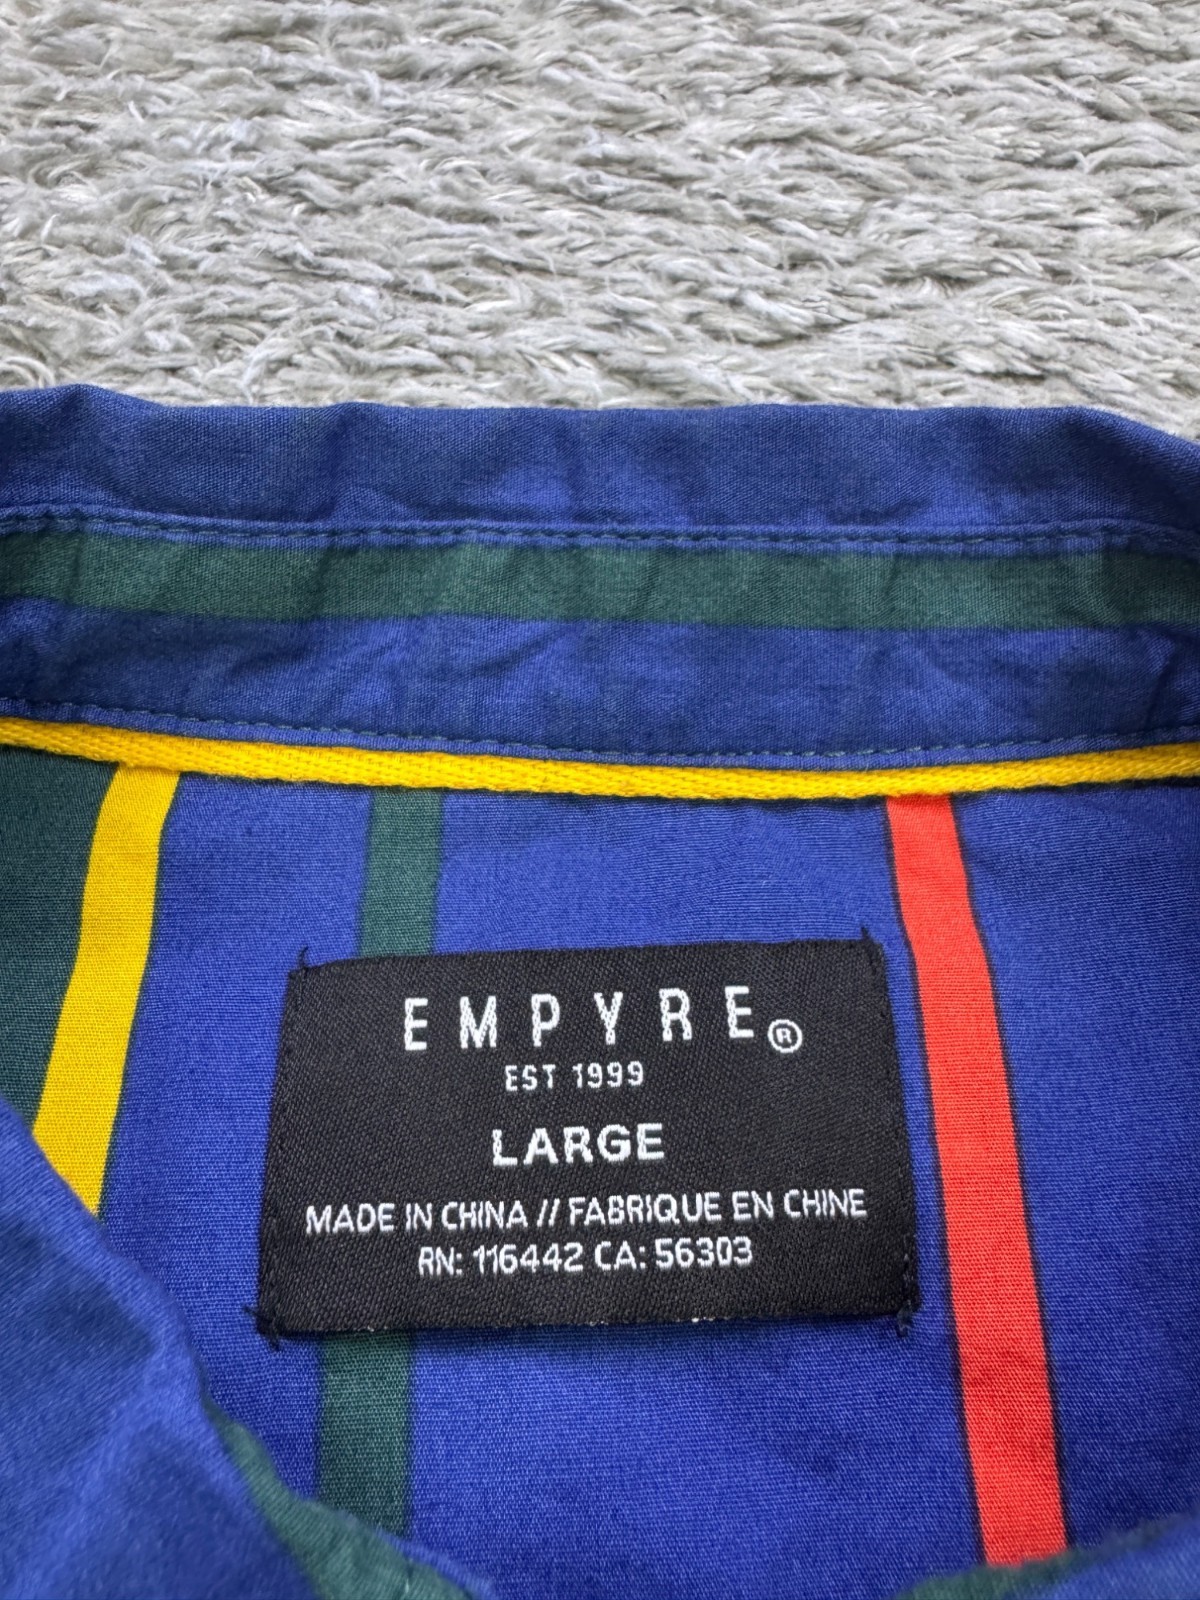 EMPYRE®
EST 1999
LARGE
MADE IN CHINA // FABRIQUE EN CHINE
RN: 116442 CA: 56303